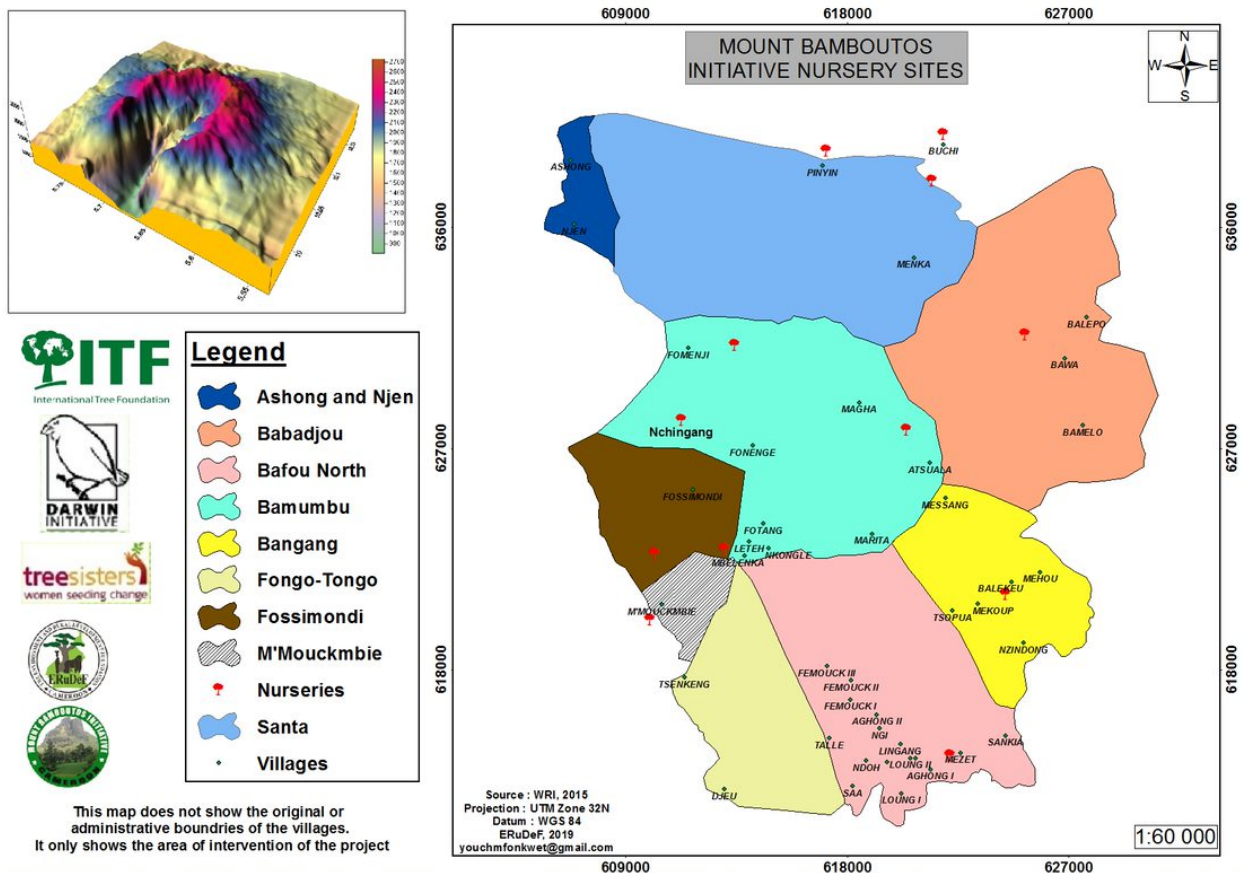 609000
618000
627000
MOUNT BAMBOUTOS
INITIATIVE NURSERY SITES
N
W
E
S
636000
627000
618000
636000
627000
618000
ASHONG
NJEN
PINYIN
BUCHI
MENKA
BALEPO
BAWA
BAMELO
FOMENJI
MAGHA
Nchingang
FONENGE
ATSUALA
FOSSIMONDI
MESSANG
FOTANG
LETEH
NKONGLE
MBELENKA
MARITA
M'MOUCKMBIE
MEHOU
BALEKEU
MEKOUP
TSOPUA
NZINDONG
TSENKENG
FEMOUCK III
FEMOUCK II
FEMOUCK I
AGHONG II
NGI
TALLE
LINGANG
SANKIA
MEZET
NDOH
LOUNG II
AGHONG I
SAA
LOUNG I
DJEU
Source : WRI, 2015
Projection : UTM Zone 32N
Datum : WGS 84
ERuDeF, 2019
youchmfonkwet@gmail.com
1:60 000
609000
618000
627000
ITF
International Tree Foundation
DARWIN
INITIATIVE
treesisters
women seeding change
ERuDeF
CAMEROON
MOUNT BAMBOUTOS INITIATIVE
CAMEROON
Legend
Ashong and Njen
Babadjou
Bafou North
Bamumbu
Bangang
Fongo-Tongo
Fossimondi
M'Mouckmbie
Nurseries
Santa
Villages
This map does not show the original or
administrative boundries of the villages.
It only shows the area of intervention of the project